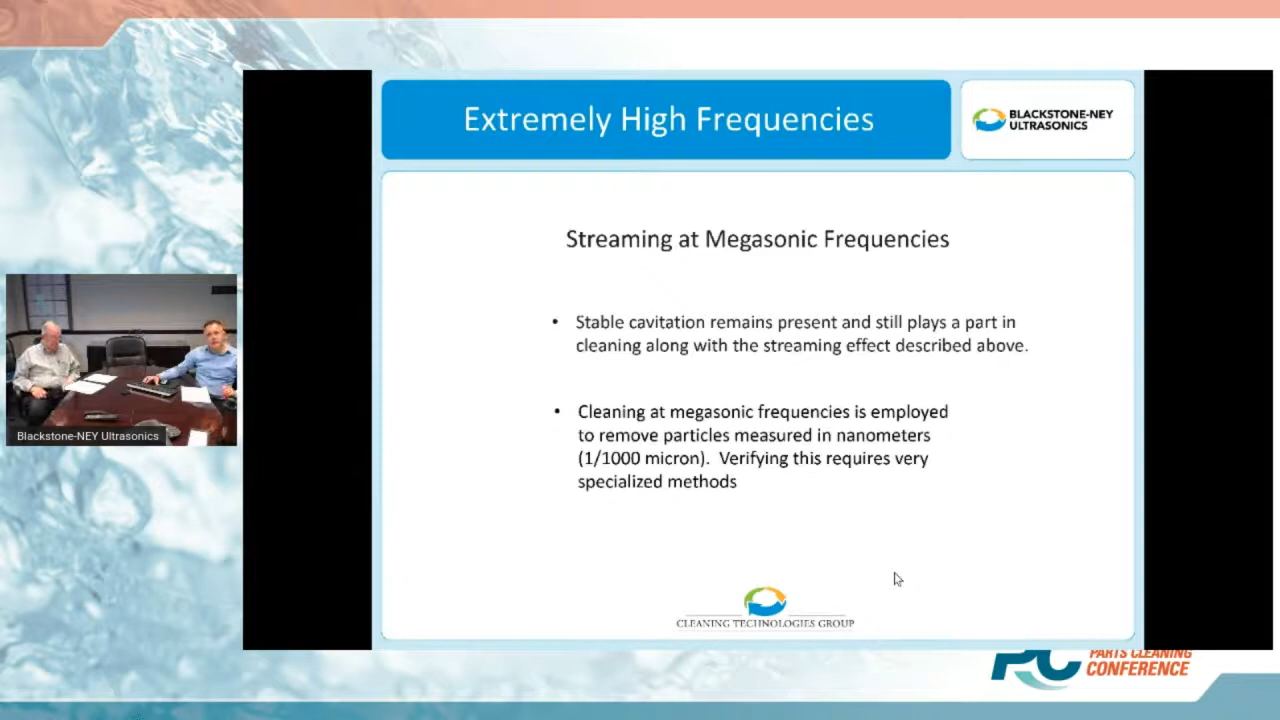 Extremely High Frequencies
BLACKSTONE-NEY
ULTRASONICS
Streaming at Megasonic Frequencies
• Stable cavitation remains present and still plays a part in
cleaning along with the streaming effect described above.
• Cleaning at megasonic frequencies is employed
to remove particles measured in nanometers
(1/1000 micron). Verifying this requires very
specialized methods
Blackstone-NEY Ultrasonics
CLEANING TECHNOLOGIES GROUP
PC
PARTS CLEANING
CONFERENCE